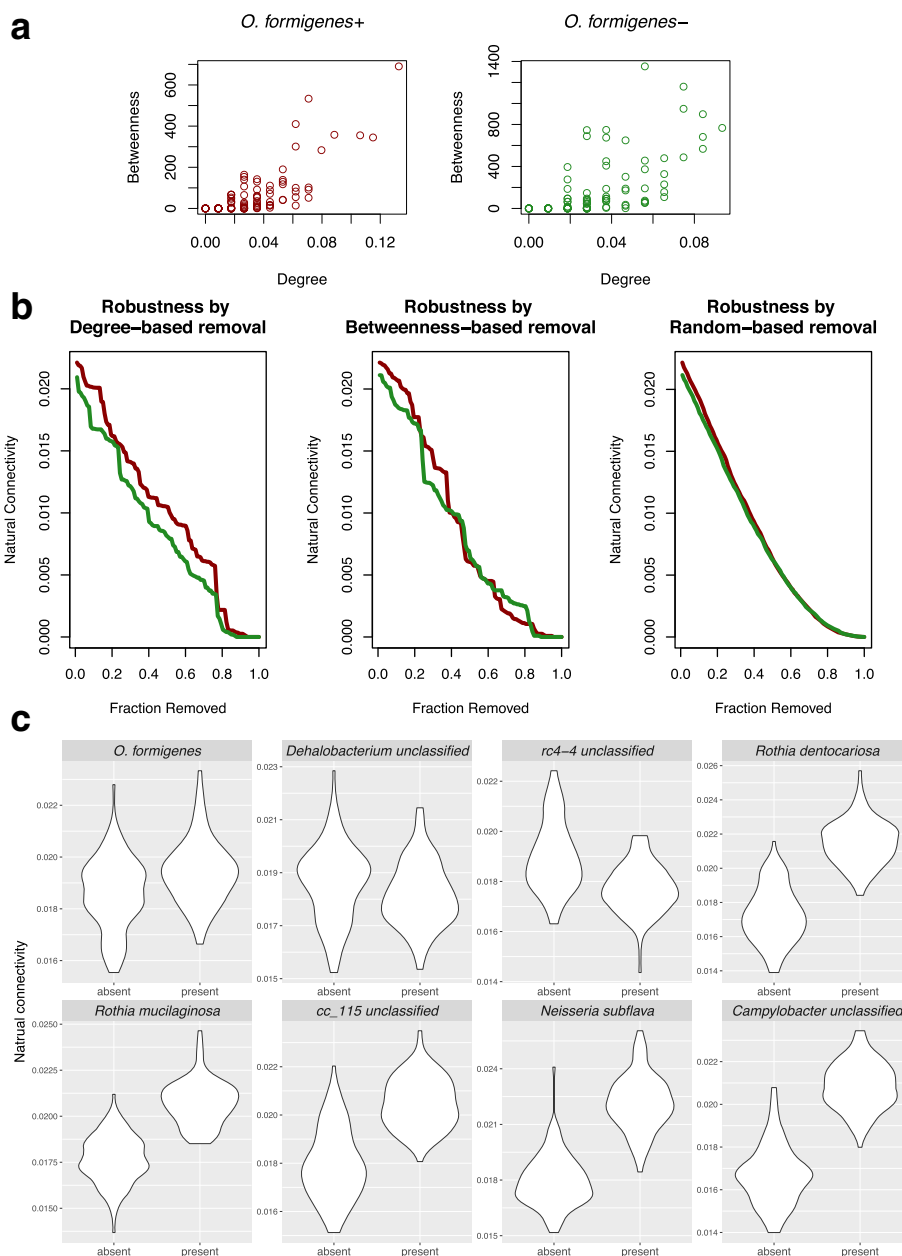 a
O. formigenes+
O. formigenes−
Betweenness
0 200 400 600
0.00 0.04 0.08 0.12
Degree
Betweenness
0 400 800 1400
0.00 0.04 0.08
Degree
b
Robustness by
Degree−based removal
Robustness by
Betweenness−based removal
Robustness by
Random−based removal
Natural Connectivity
0.000 0.005 0.010 0.015 0.020
0.0 0.2 0.4 0.6 0.8 1.0
Fraction Removed
Natural Connectivity
0.000 0.005 0.010 0.015 0.020
0.0 0.2 0.4 0.6 0.8 1.0
Fraction Removed
Natural Connectivity
0.000 0.005 0.010 0.015 0.020
0.0 0.2 0.4 0.6 0.8 1.0
Fraction Removed
c
Natrual connectivity
O. formigenes
0.022
0.020
0.018
0.016
absent present
Dehalobacterium unclassified
0.023
0.021
0.019
0.017
0.015
absent present
rc4−4 unclassified
0.022
0.020
0.018
0.016
0.014
absent present
Rothia dentocariosa
0.026
0.024
0.022
0.020
0.018
0.016
0.014
absent present
Rothia mucilaginosa
0.0250
0.0225
0.0200
0.0175
0.0150
absent present
cc_115 unclassified
0.022
0.020
0.018
0.016
absent present
Neisseria subflava
0.024
0.021
0.018
0.015
absent present
Campylobacter unclassified
0.022
0.020
0.018
0.016
0.014
absent present